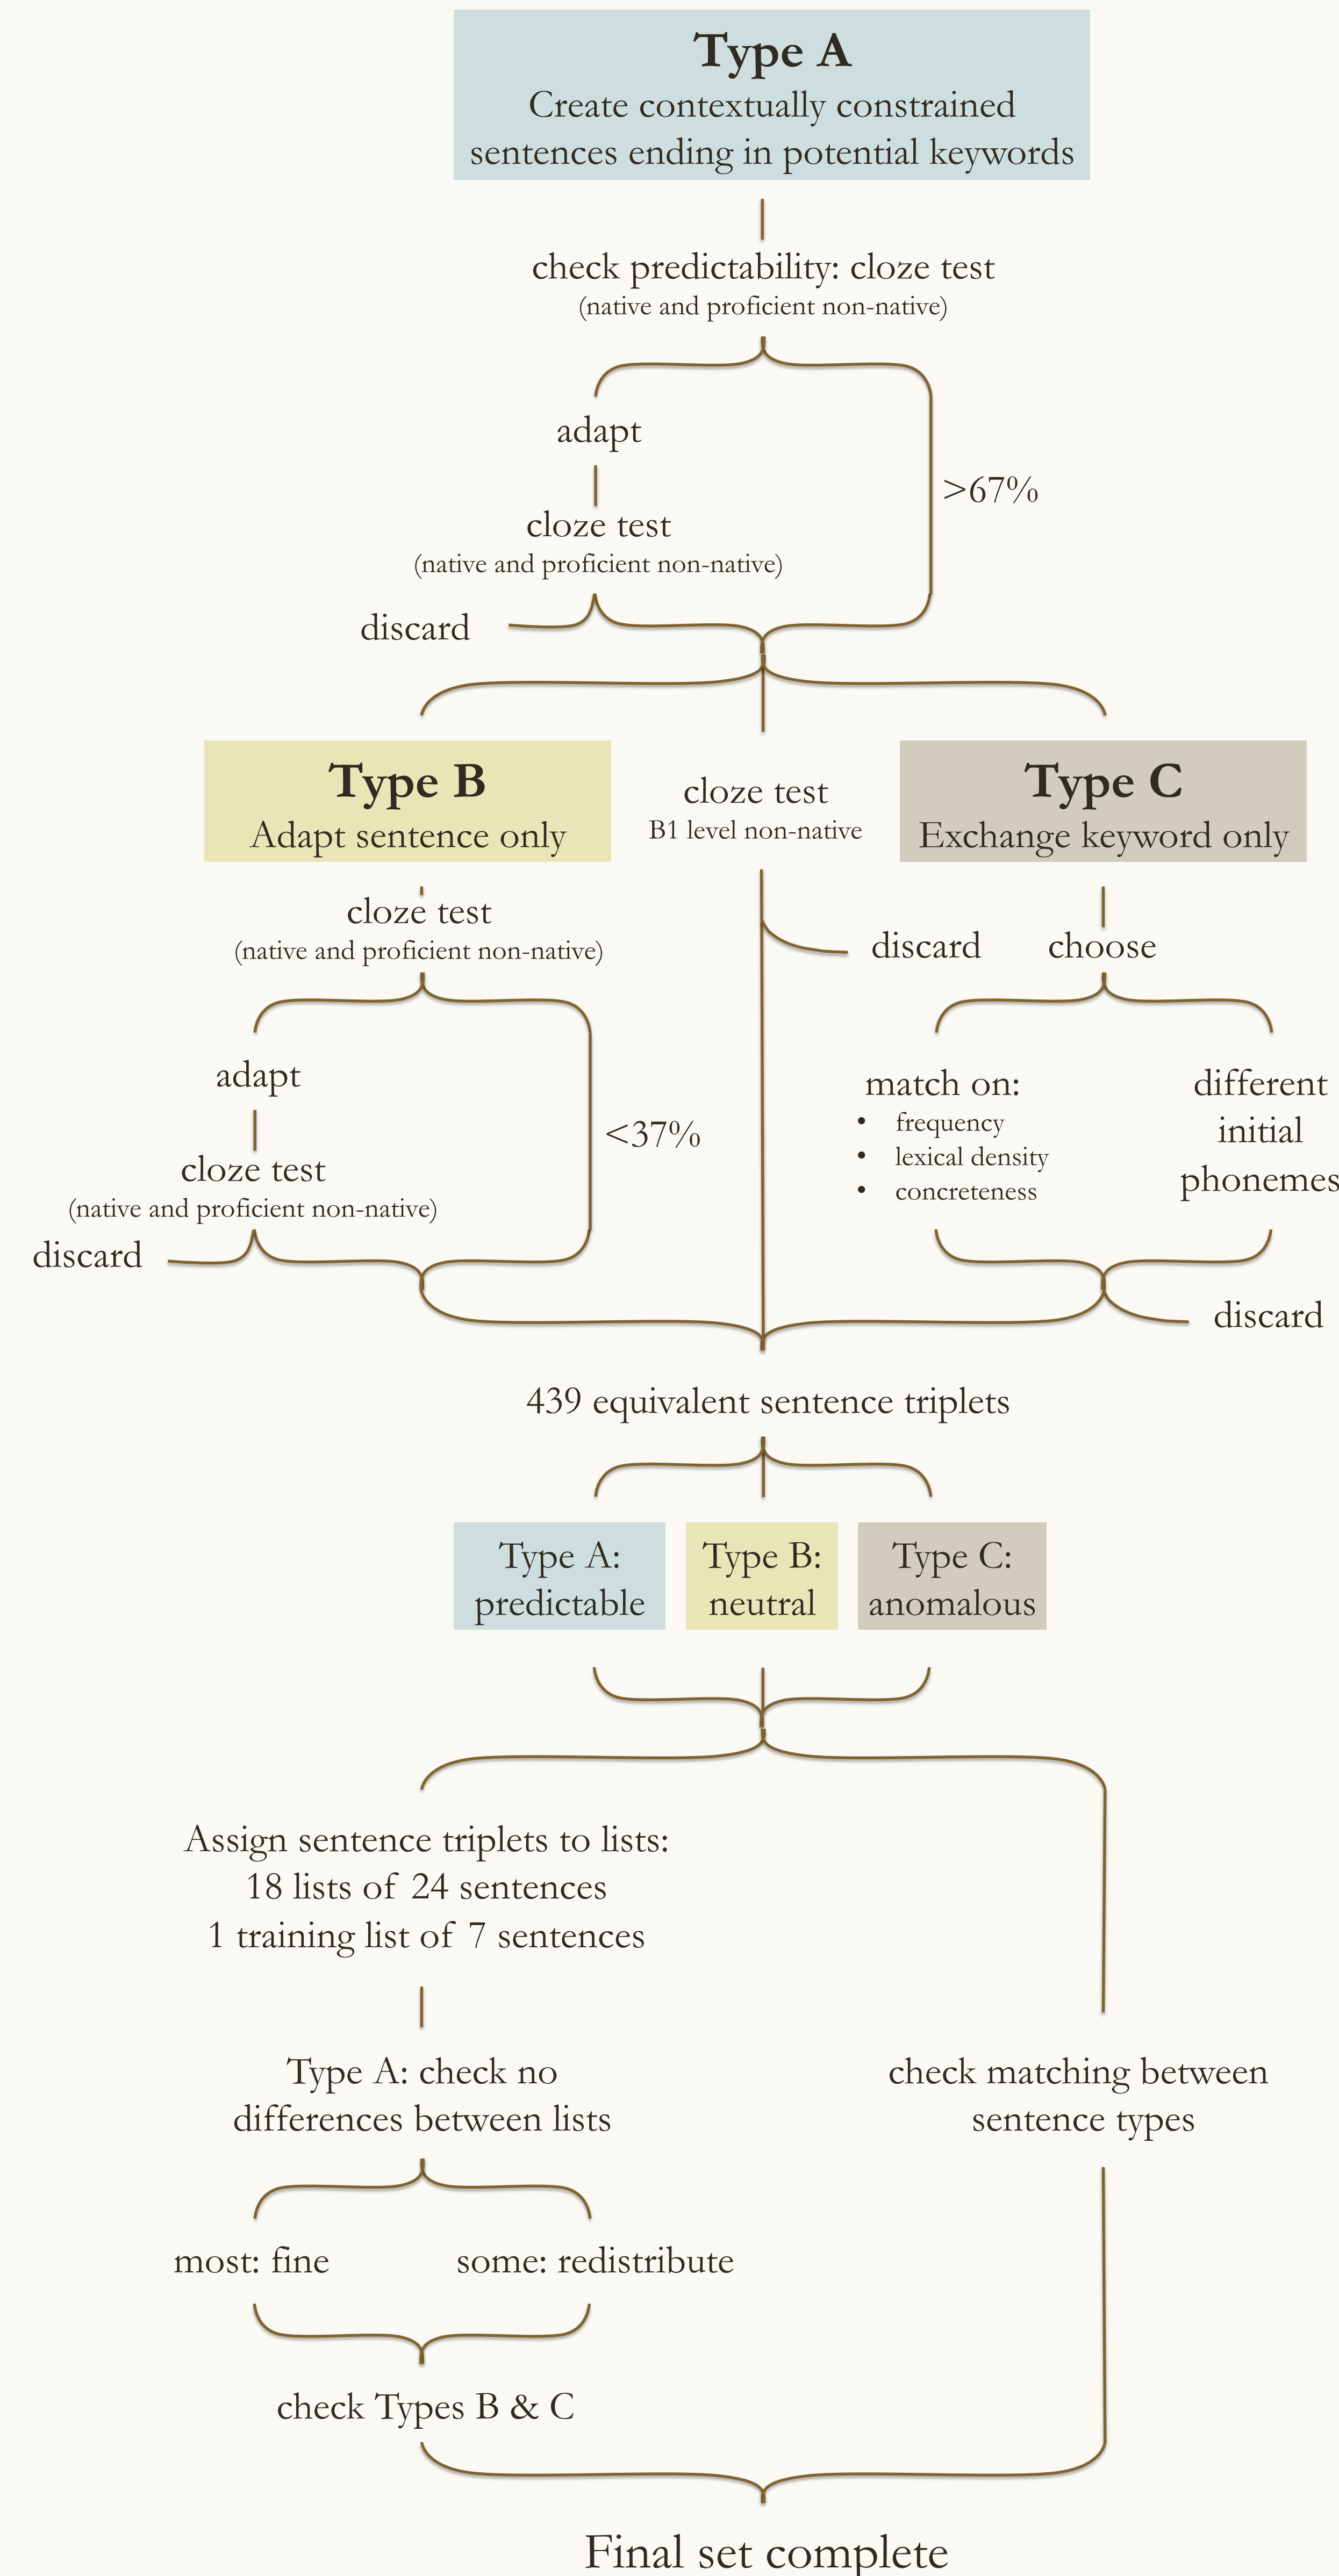 Type A
Create contextually constrained
sentences ending in potential keywords
check predictability: cloze test
(native and proficient non-native)
adapt
>67%
cloze test
(native and proficient non-native)
discard
Type B
Adapt sentence only
cloze test
B1 level non-native
Type C
Exchange keyword only
cloze test
(native and proficient non-native)
discard
choose
adapt
<37%
cloze test
(native and proficient non-native)
discard
match on:
• frequency
• lexical density
• concreteness
different
initial
phonemes
discard
439 equivalent sentence triplets
Type A:
predictable
Type B:
neutral
Type C:
anomalous
Assign sentence triplets to lists:
18 lists of 24 sentences
1 training list of 7 sentences
Type A: check no
differences between lists
check matching between
sentence types
most: fine
some: redistribute
check Types B & C
Final set complete